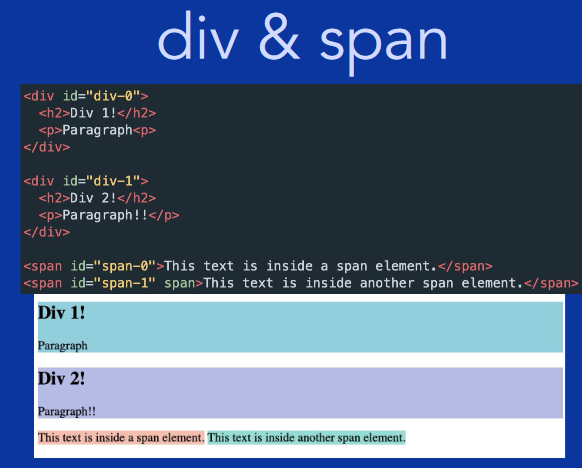 div & span
<div id="div-0">
<h2>Div 1!</h2>
<p>Paragraph<p>
</div>
<div id="div-1">
<h2>Div 2!</h2>
<p>Paragraph!!</p>
</div>
<span id="span-0">This text is inside a span element.</span>
<span id="span-1" span>This text is inside another span element.</span>
Div 1!
Paragraph
Div 2!
Paragraph!!
This text is inside a span element. This text is inside another span element.